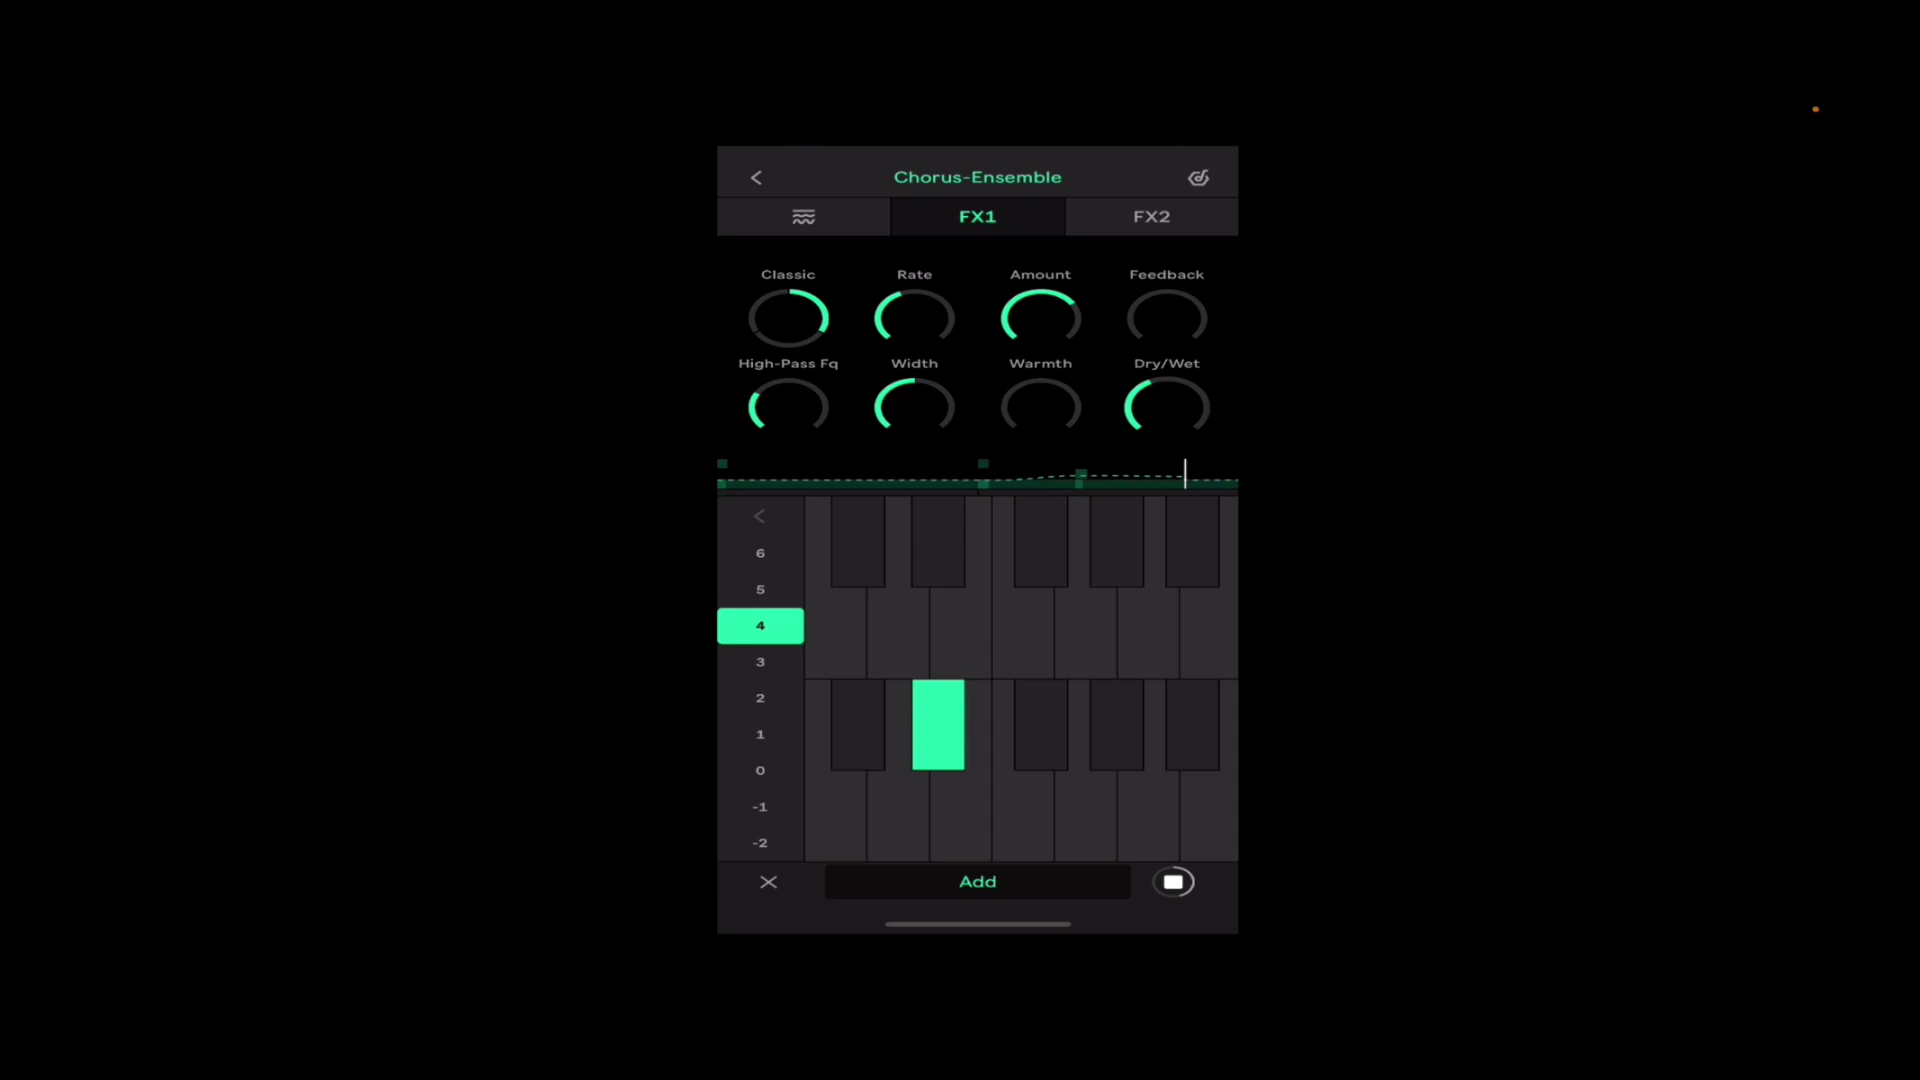 Chorus-Ensemble
FX1 FX2
Classic Rate Amount Feedback
High-Pass Fq Width Warmth Dry/Wet
6
5
4
3
2
1
0
-1
-2
Add